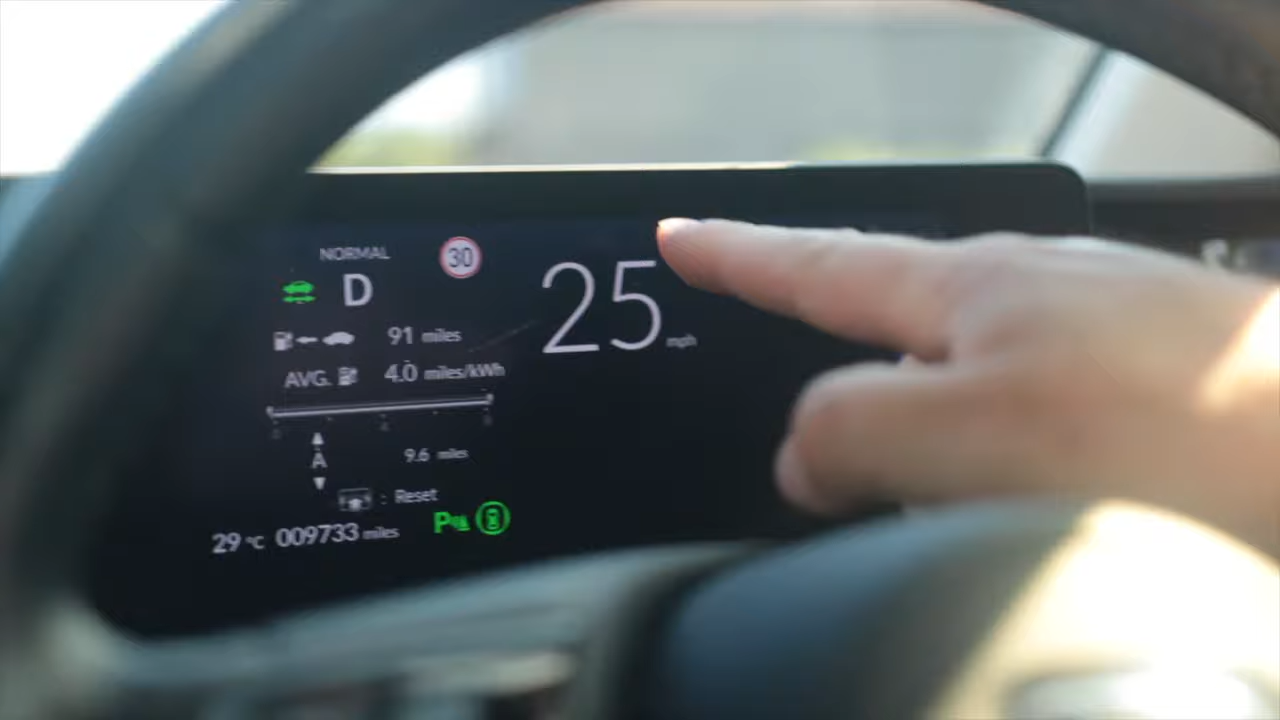 NORMAL
30
D
25 mph
91 miles
AVG. 4.0 miles/kWh
A
9.6 miles
: Reset
29 °C 009733 miles
P